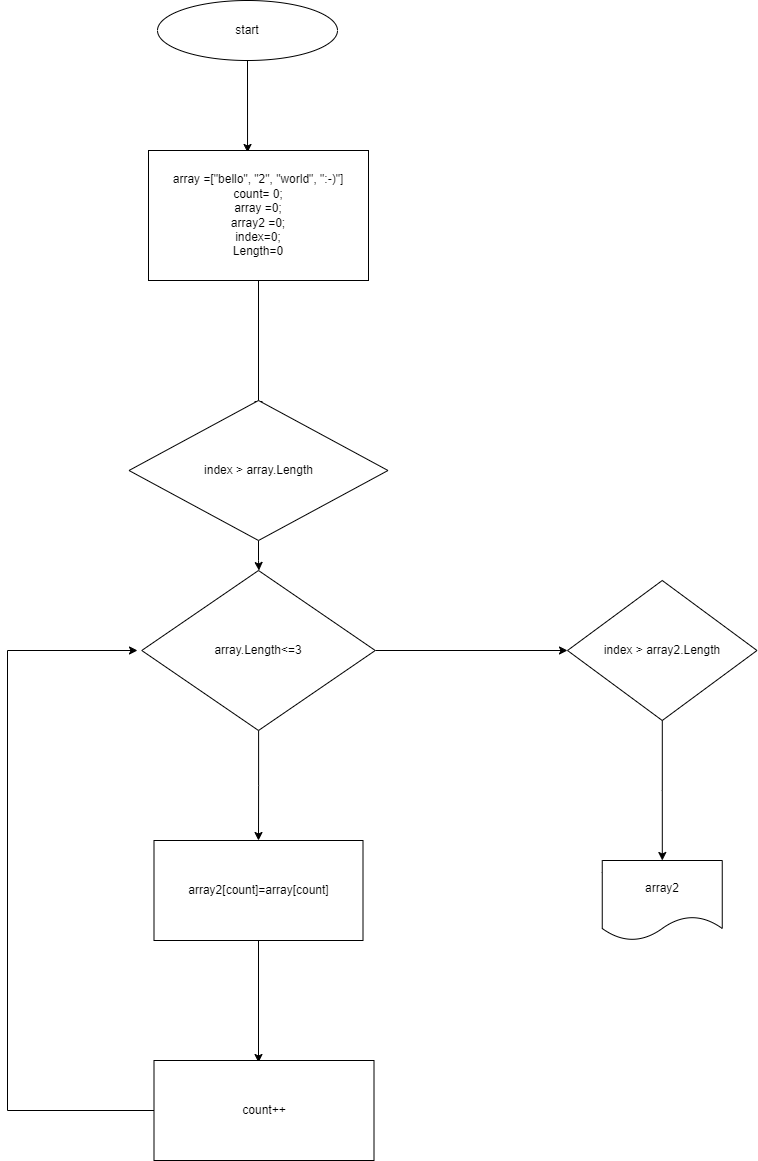 start
array =["bello", "2", "world", ":-)"]
count= 0;
array =0;
array2 =0;
index=0;
Length=0
index > array.Length
array.Length<=3
index > array2.Length
array2[count]=array[count]
array2
count++